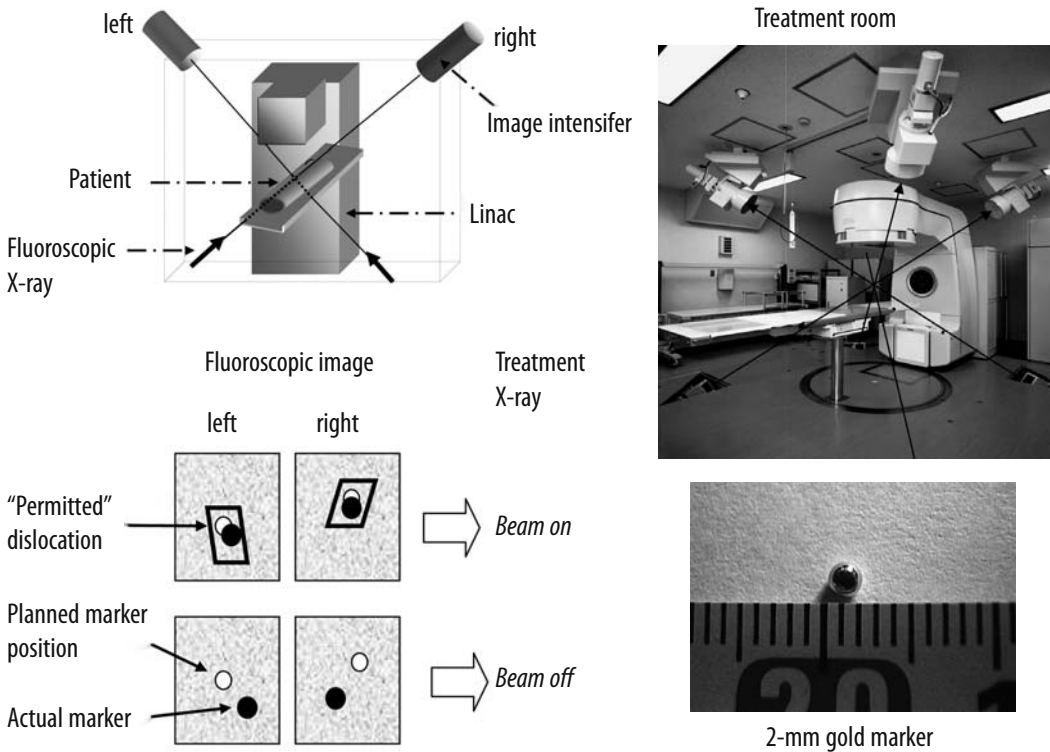 left
right
Image intensifer
Patient
Linac
Fluoroscopic
X-ray
Treatment room
Fluoroscopic image
Treatment
X-ray
left
right
“Permitted”
dislocation
Beam on
Planned marker
position
Actual marker
Beam off
20
1
2-mm gold marker